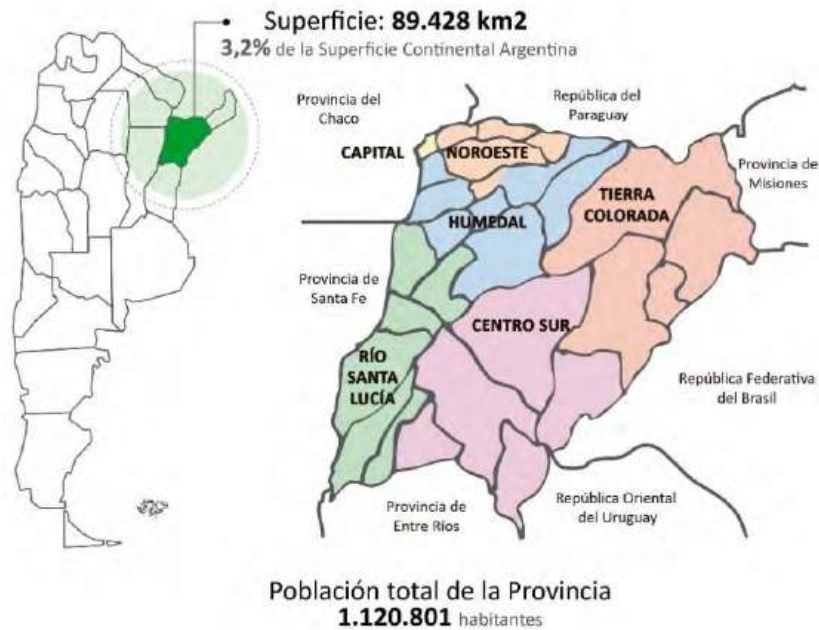 Superficie: 89.428 km2
3,2% de la Superficie Continental Argentina
Provincia del
Chaco
República del
Paraguay
CAPITAL
NOROESTE
Provincia de
Misiones
TIERRA
COLORADA
HUMEDAL
Provincia de
Santa Fe
CENTRO SUR
RÍO
SANTA
LUCÍA
República Federativa
del Brasil
Provincia de
Entre Ríos
República Oriental
del Uruguay
Población total de la Provincia
1.120.801 habitantes